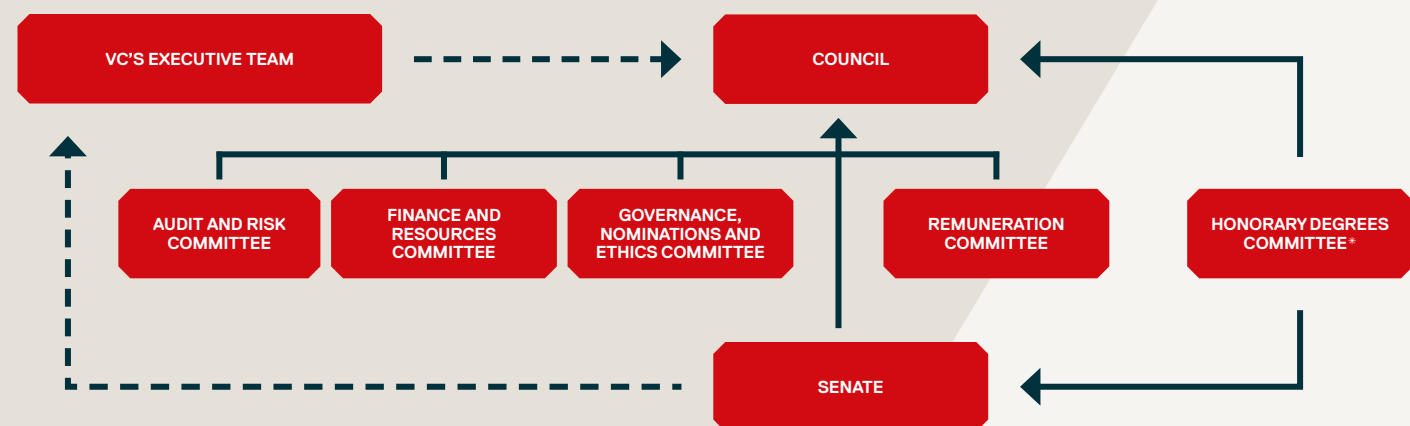 VC'S EXECUTIVE TEAM
COUNCIL
AUDIT AND RISK
COMMITTEE
FINANCE AND
RESOURCES
COMMITTEE
GOVERNANCE,
NOMINATIONS AND
ETHICS COMMITTEE
REMUNERATION
COMMITTEE
HONORARY DEGREES
COMMITTEE*
SENATE